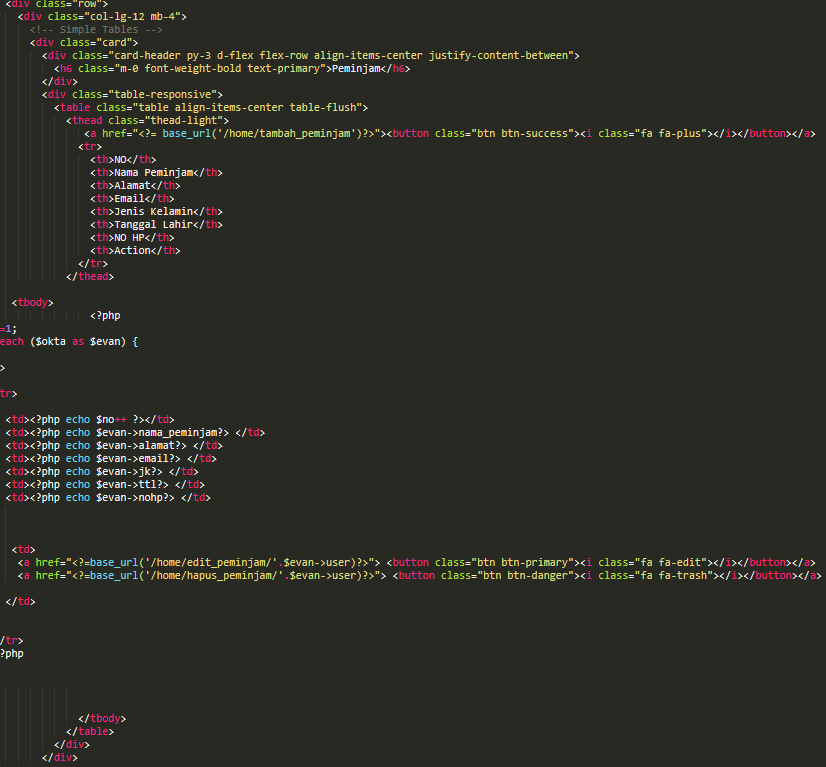 <div class="row">
<div class="col-lg-12 mb-4">
<!-- Simple Tables -->
<div class="card">
<div class="card-header py-3 d-flex flex-row align-items-center justify-content-between">
<h6 class="m-0 font-weight-bold text-primary">Peminjam</h6>
</div>
<div class="table-responsive">
<table class="table align-items-center table-flush">
<thead class="thead-light">
<a href="<?= base_url('/home/tambah_peminjam')?>"><button class="btn btn-success"><i class="fa fa-plus"></i></button></a>
<tr>
<th>NO</th>
<th>Nama Peminjam</th>
<th>Alamat</th>
<th>Email</th>
<th>Jenis Kelamin</th>
<th>Tanggal Lahir</th>
<th>NO HP</th>
<th>Action</th>
</tr>
</thead>
<tbody>
<?php
=1;
each ($okta as $evan) {
>
tr>
<td><?php echo $no++ ?></td>
<td><?php echo $evan->nama_peminjam?> </td>
<td><?php echo $evan->alamat?> </td>
<td><?php echo $evan->email?> </td>
<td><?php echo $evan->jk?> </td>
<td><?php echo $evan->ttl?> </td>
<td><?php echo $evan->nohp?> </td>
<td>
<a href="<?=base_url('/home/edit_peminjam/'.$evan->user)?>"> <button class="btn btn-primary"><i class="fa fa-edit"></i></button></a>
<a href="<?=base_url('/home/hapus_peminjam/'.$evan->user)?>"> <button class="btn btn-danger"><i class="fa fa-trash"></i></button></a>
</td>
/tr>
?php
</tbody>
</table>
</div>
</div>